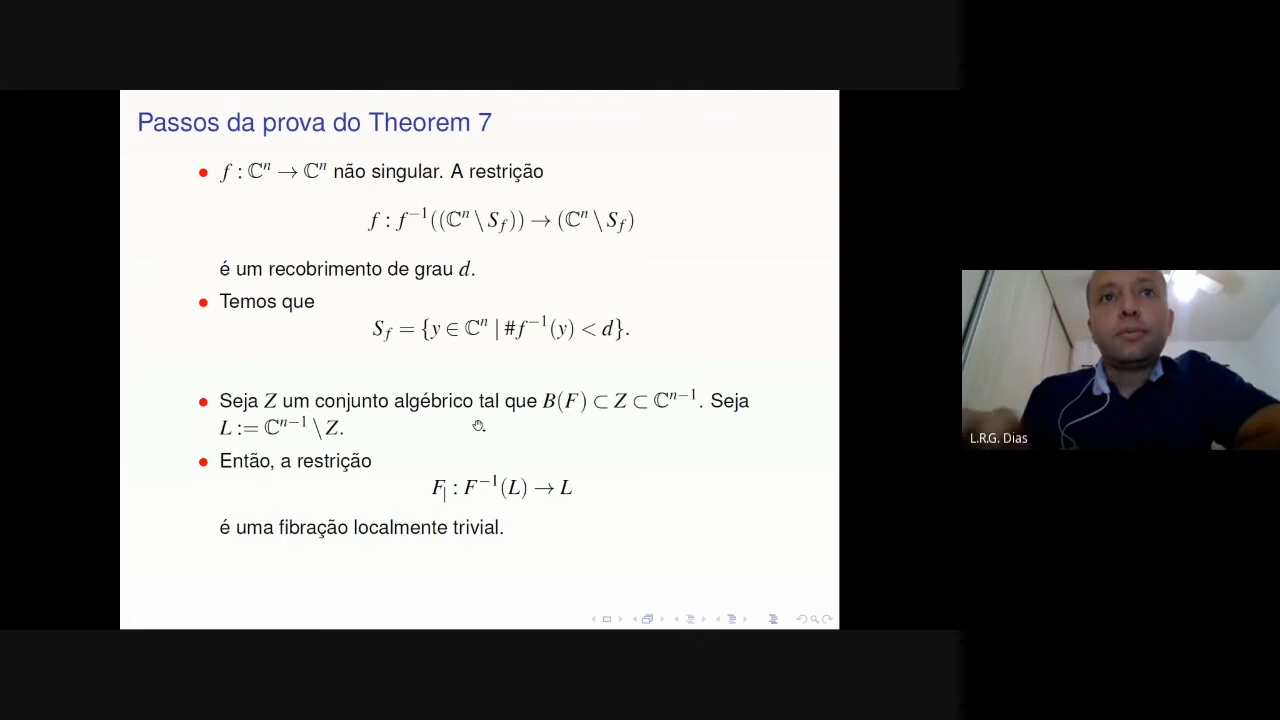 Passos da prova do Theorem 7
• f : ℂⁿ → ℂⁿ não singular. A restrição
f : f⁻¹((ℂⁿ \ S_f)) → (ℂⁿ \ S_f)
é um recobrimento de grau d.
• Temos que
S_f = {y ∈ ℂⁿ | #f⁻¹(y) < d}.
• Seja Z um conjunto algébrico tal que B(F) ⊂ Z ⊂ ℂⁿ⁻¹. Seja
L := ℂⁿ⁻¹ \ Z.
• Então, a restrição
F_| : F⁻¹(L) → L
é uma fibração localmente trivial.
L.R.G. Dias